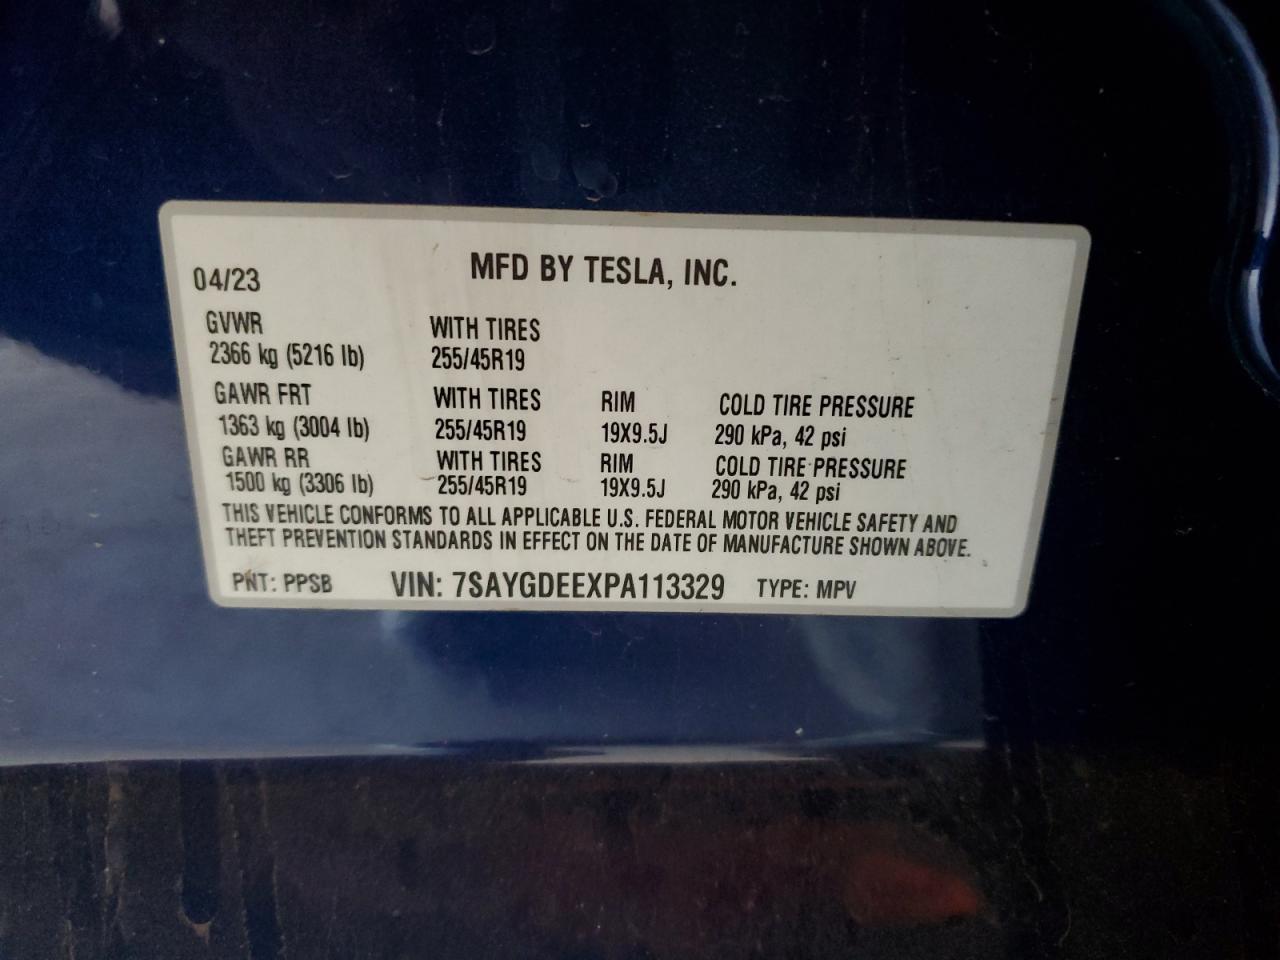 04/23 MFD BY TESLA, INC.
GVWR WITH TIRES
2366 kg (5216 lb) 255/45R19
GAWR FRT WITH TIRES RIM COLD TIRE PRESSURE
1363 kg (3004 lb) 255/45R19 19X9.5J 290 kPa, 42 psi
GAWR RR WITH TIRES RIM COLD TIRE PRESSURE
1500 kg (3306 lb) 255/45R19 19X9.5J 290 kPa, 42 psi
THIS VEHICLE CONFORMS TO ALL APPLICABLE U.S. FEDERAL MOTOR VEHICLE SAFETY AND
THEFT PREVENTION STANDARDS IN EFFECT ON THE DATE OF MANUFACTURE SHOWN ABOVE.
PNT: PPSB VIN: 7SAYGDEEXPA113329 TYPE: MPV